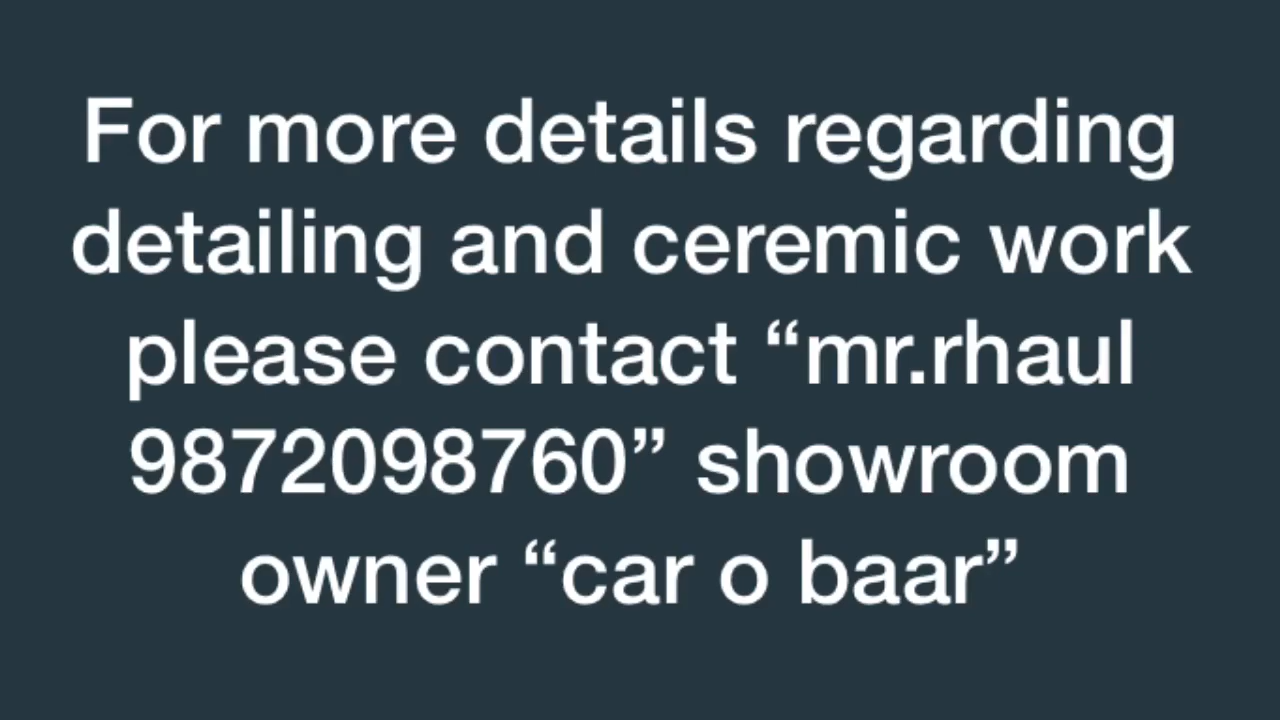 For more details regarding
detailing and ceremic work
please contact “mr.rhaul
9872098760” showroom
owner “car o baar”